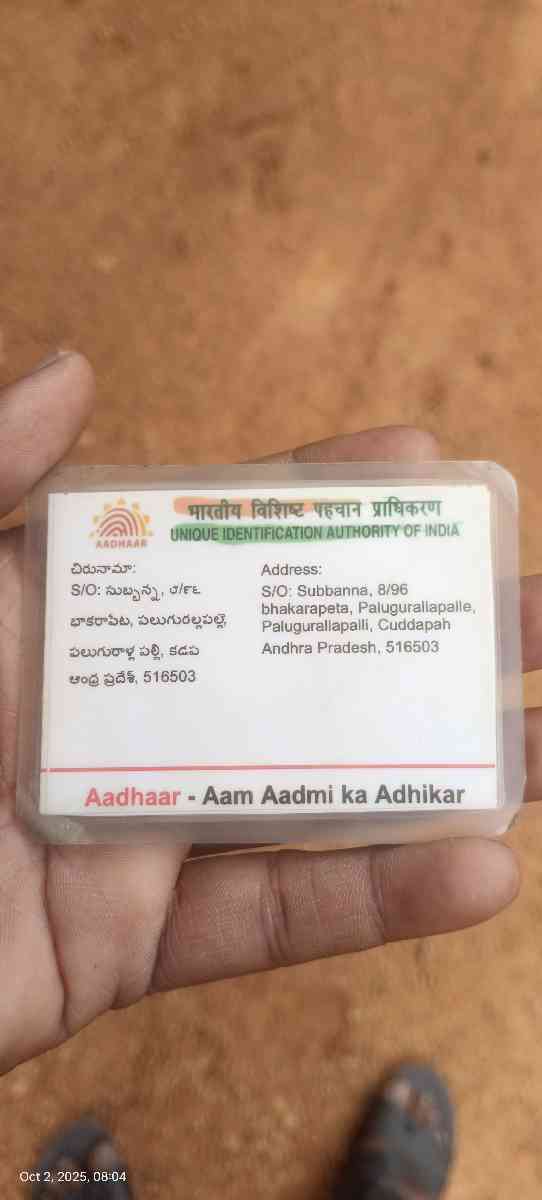 भारतीय विशिष्ट पहचान प्राधिकरण
AADHAAR
UNIQUE IDENTIFICATION AUTHORITY OF INDIA
చిరునామా:
S/O: సుబ్బన్న, ౮/౯౬
బాకరాపేట, పలుగురల్లపల్లె,
పలుగురాళ్ల పల్లి, కడప
ఆంధ్ర ప్రదేశ్, 516503
Address:
S/O: Subbanna, 8/96
bhakarapeta, Palugurallapalle,
Palugurallapalli, Cuddapah
Andhra Pradesh, 516503
Aadhaar - Aam Aadmi ka Adhikar
Oct 2, 2025, 08:04